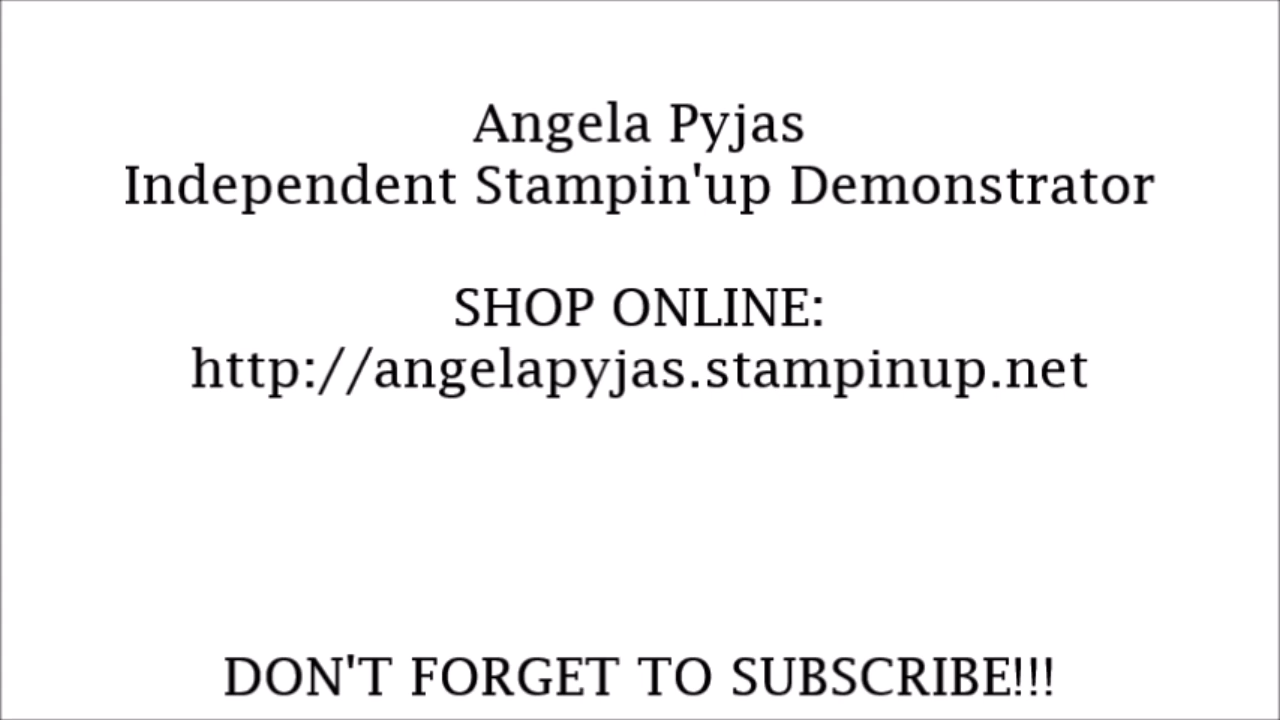 Angela Pyjas
Independent Stampin'up Demonstrator
SHOP ONLINE:
http://angelapyjas.stampinup.net
DON'T FORGET TO SUBSCRIBE!!!